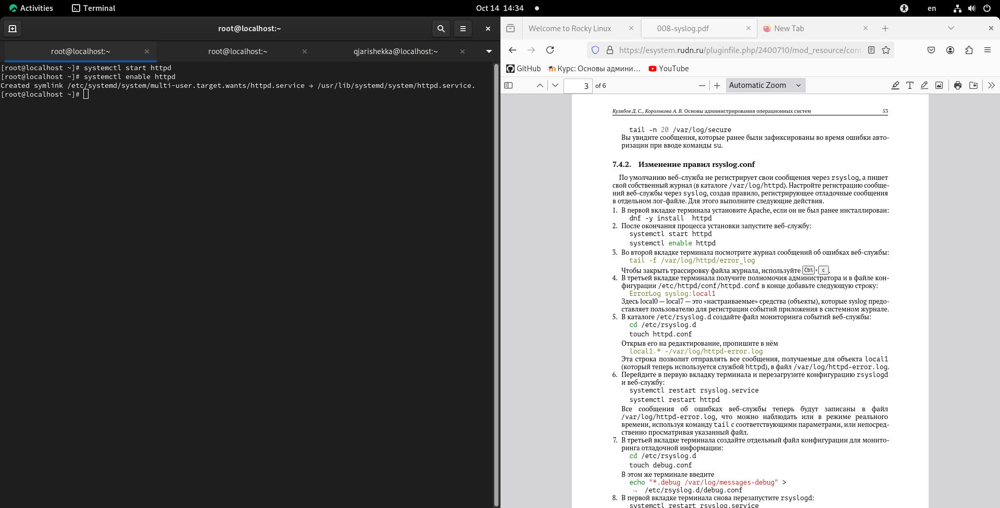 Activities
Terminal
Oct 14 14:34
en
root@localhost:~
root@localhost:~
root@localhost:~
qjarishekka@localhost:~
[root@localhost ~]# systemctl start httpd
[root@localhost ~]# systemctl enable httpd
Created symlink /etc/systemd/system/multi-user.target.wants/httpd.service → /usr/lib/systemd/system/httpd.service.
[root@localhost ~]#
Welcome to Rocky Linux
008-syslog.pdf
New Tab
https://esystem.rudn.ru/pluginfile.php/2400710/mod_resource/cont
GitHub
Курс: Основы админи…
YouTube
3 of 6
Automatic Zoom
Кулябов Д. С., Королькова А. В. Основы администрирования операционных систем 53
tail -n 20 /var/log/secure
Вы увидите сообщения, которые ранее были зафиксированы во время ошибки авто-
ризации при вводе команды su.
7.4.2. Изменение правил rsyslog.conf
По умолчанию веб-служба не регистрирует свои сообщения через rsyslog, а пишет
свой собственный журнал (в каталоге /var/log/httpd). Настройте регистрацию сообще-
ний веб-службы через syslog, создав правило, регистрирующее отладочные сообщения
в отдельном лог-файле. Для этого выполните следующие действия.
1. В первой вкладке терминала установите Apache, если он не был ранее инсталлирован:
dnf -y install httpd
2. После окончания процесса установки запустите веб-службу:
systemctl start httpd
systemctl enable httpd
3. Во второй вкладке терминала посмотрите журнал сообщений об ошибках веб-службы:
tail -f /var/log/httpd/error_log
Чтобы закрыть трассировку файла журнала, используйте Ctrl + c .
4. В третьей вкладке терминала получите полномочия администратора и в файле кон-
фигурации /etc/httpd/conf/httpd.conf в конце добавьте следующую строку:
ErrorLog syslog:local1
Здесь local0 — local7 — это «настраиваемые» средства (объекты), которые syslog предо-
ставляет пользователю для регистрации событий приложения в системном журнале.
5. В каталоге /etc/rsyslog.d создайте файл мониторинга событий веб-службы:
cd /etc/rsyslog.d
touch httpd.conf
Открыв его на редактирование, пропишите в нём
local1.* -/var/log/httpd-error.log
Эта строка позволит отправлять все сообщения, получаемые для объекта local1
(который теперь используется службой httpd), в файл /var/log/httpd-error.log.
6. Перейдите в первую вкладку терминала и перезагрузите конфигурацию rsyslogd
и веб-службу:
systemctl restart rsyslog.service
systemctl restart httpd
Все сообщения об ошибках веб-службы теперь будут записаны в файл
/var/log/httpd-error.log, что можно наблюдать или в режиме реального
времени, используя команду tail с соответствующими параметрами, или непосред-
ственно просматривая указанный файл.
7. В третьей вкладке терминала создайте отдельный файл конфигурации для монито-
ринга отладочной информации:
cd /etc/rsyslog.d
touch debug.conf
В этом же терминале введите
echo "*.debug /var/log/messages-debug" >
↪ /etc/rsyslog.d/debug.conf
8. В первой вкладке терминала снова перезапустите rsyslogd:
systemctl restart rsyslog.service